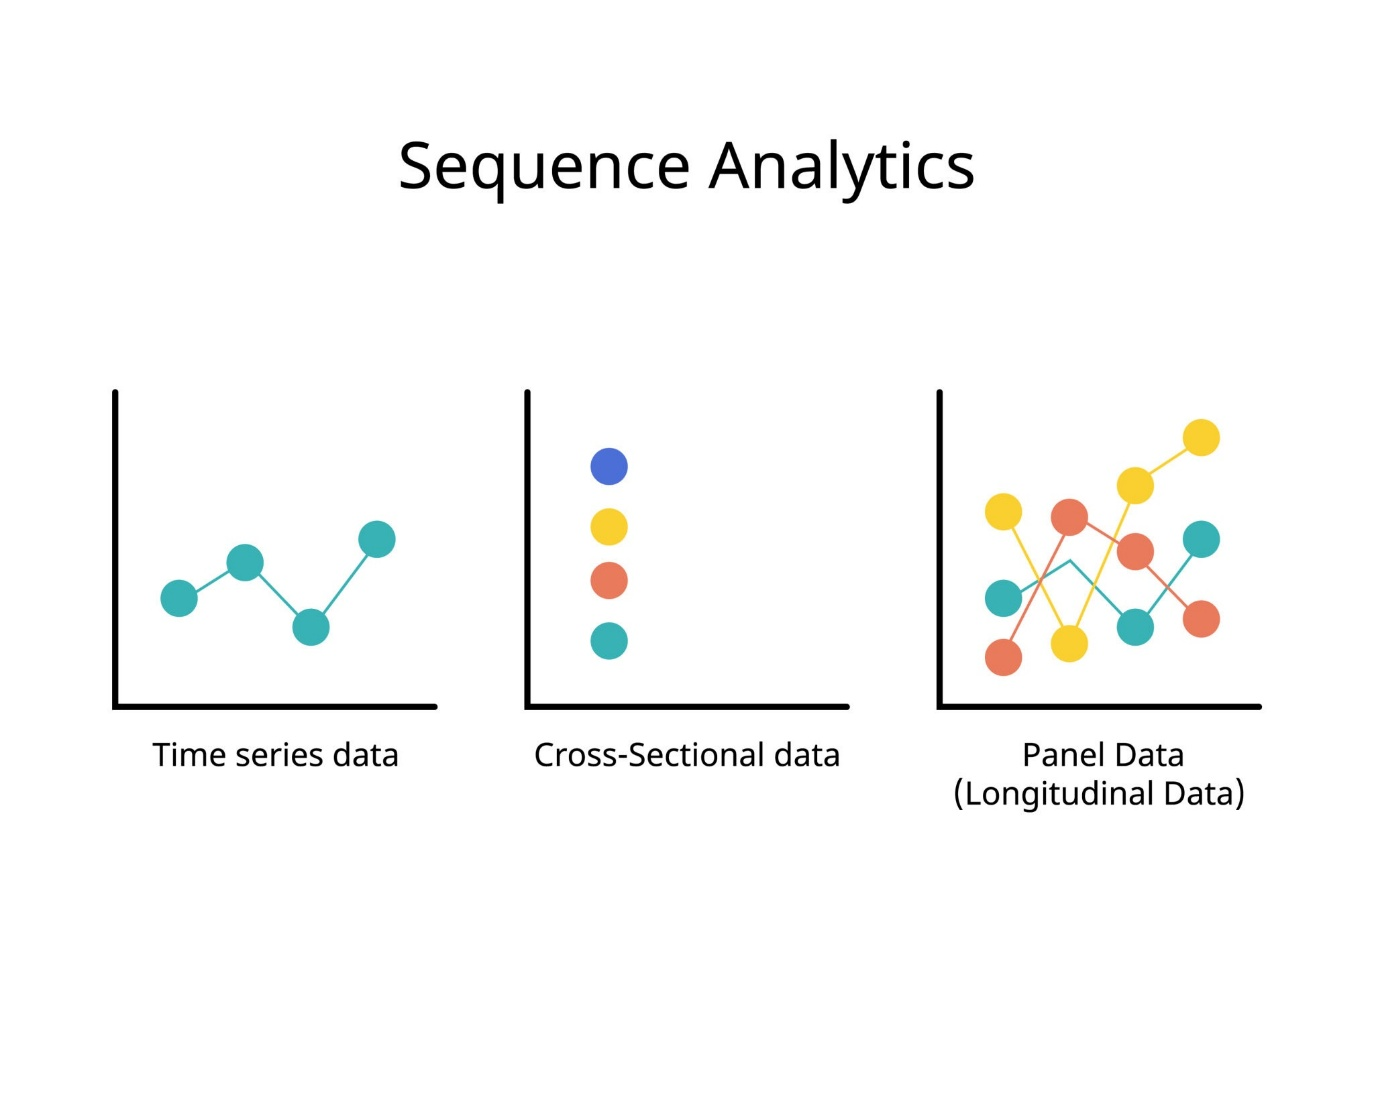 Sequence Analytics
Time series data
Cross-Sectional data
Panel Data
(Longitudinal Data)